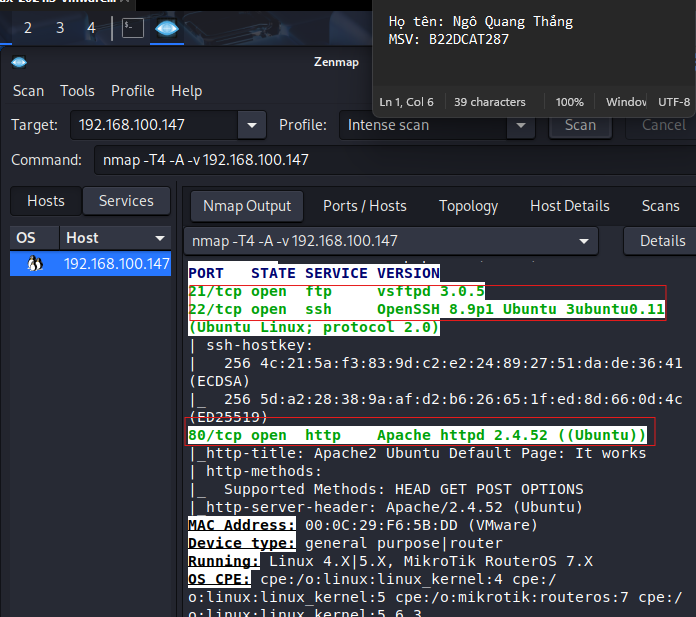 Họ tên: Ngô Quang Thắng
MSV: B22DCAT287
Ln 1, Col 6 39 characters 100% Window UTF-8
2 3 4
Zenmap
Scan Tools Profile Help
Target: 192.168.100.147 Profile: Intense scan Scan Cancel
Command: nmap -T4 -A -v 192.168.100.147
Hosts Services
Nmap Output Ports / Hosts Topology Host Details Scans
OS Host
192.168.100.147
nmap -T4 -A -v 192.168.100.147 Details
PORT STATE SERVICE VERSION
21/tcp open ftp vsftpd 3.0.5
22/tcp open ssh OpenSSH 8.9p1 Ubuntu 3ubuntu0.11
(Ubuntu Linux; protocol 2.0)
| ssh-hostkey:
| 256 4c:21:5a:f3:83:9d:c2:e2:24:89:27:51:da:de:36:41
(ECDSA)
|_ 256 5d:a2:28:38:9a:af:d2:b6:26:65:1f:ed:8d:66:0d:4c
(ED25519)
80/tcp open http Apache httpd 2.4.52 ((Ubuntu))
|_http-title: Apache2 Ubuntu Default Page: It works
| http-methods:
|_ Supported Methods: HEAD GET POST OPTIONS
|_http-server-header: Apache/2.4.52 (Ubuntu)
MAC Address: 00:0C:29:F6:5B:DD (VMware)
Device type: general purpose|router
Running: Linux 4.X|5.X, MikroTik RouterOS 7.X
OS CPE: cpe:/o:linux:linux_kernel:4 cpe:/
o:linux:linux_kernel:5 cpe:/o:mikrotik:routeros:7 cpe:/
o:linux:linux_kernel:5.6.3